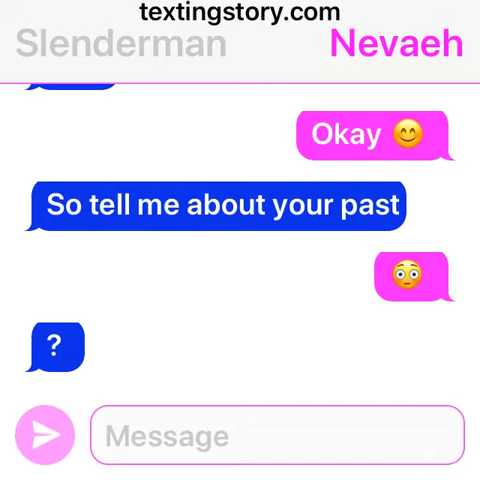 textingstory.com
Slenderman
Nevaeh
Okay 😊
So tell me about your past
😳
?
Message